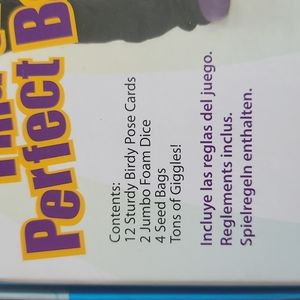 Perfect B
Contents:
12 Sturdy Birdy Pose Cards
2 Jumbo Foam Dice
4 Seed Bags
Tons of Giggles!
Incluye las reglas del juego.
Reglements inclus.
Spielregeln enthalten.